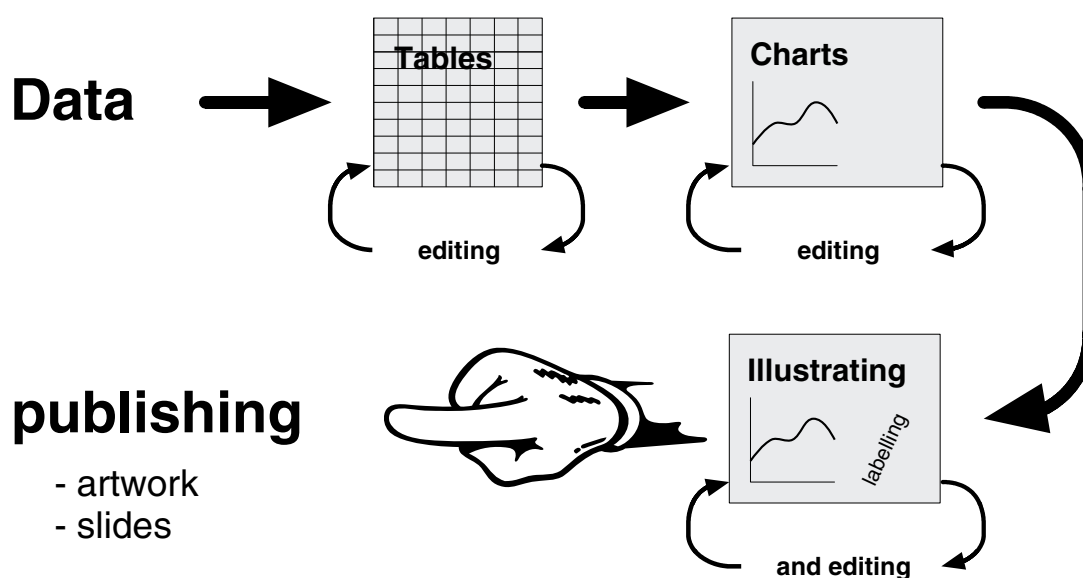 Data
Tables
Charts
editing
editing
publishing
- artwork
- slides
Illustrating
labelling
and editing